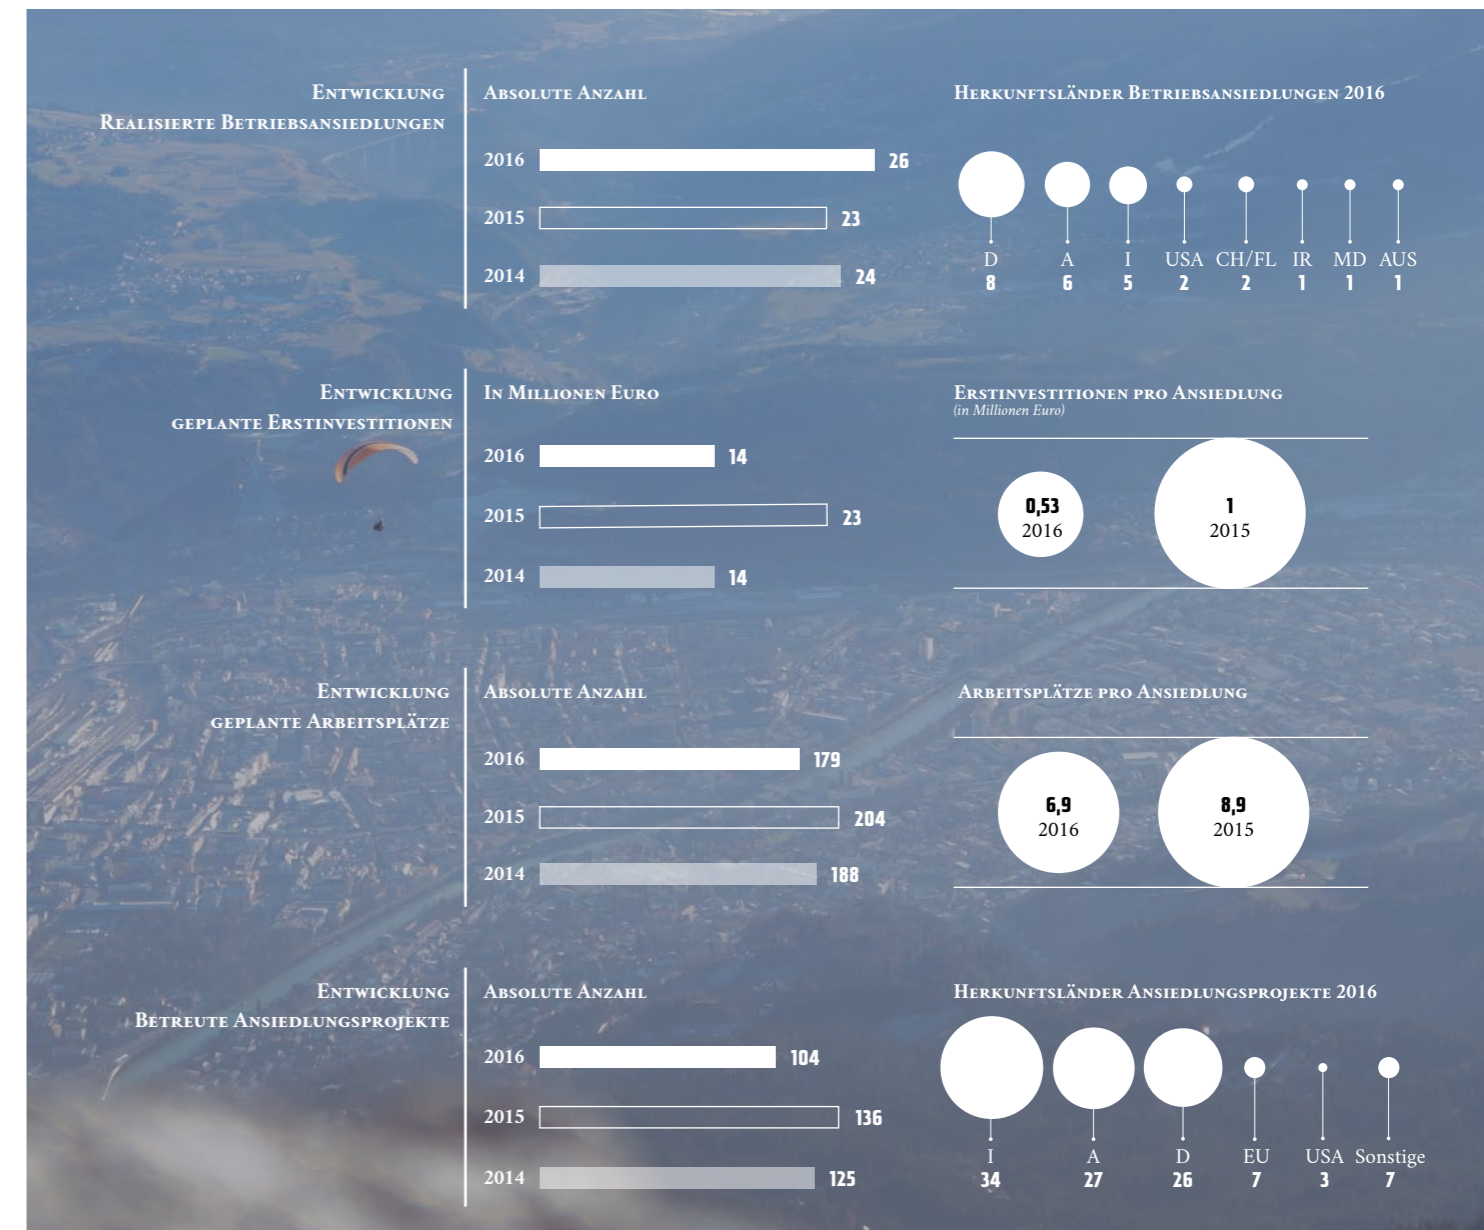 Entwicklung
Realisierte Betriebsansiedlungen
Absolute Anzahl
2016 26
2015 23
2014 24
Herkunftsländer Betriebsansiedlungen 2016
D A I USA CH/FL IR MD AUS
8 6 5 2 2 1 1 1
Entwicklung
geplante Erstinvestitionen
In Millionen Euro
2016 14
2015 23
2014 14
Erstinvestitionen pro Ansiedlung
(in Millionen Euro)
0,53 1
2016 2015
Entwicklung
geplante Arbeitsplätze
Absolute Anzahl
2016 179
2015 204
2014 188
Arbeitsplätze pro Ansiedlung
6,9 8,9
2016 2015
Entwicklung
Betreute Ansiedlungsprojekte
Absolute Anzahl
2016 104
2015 136
2014 125
Herkunftsländer Ansiedlungsprojekte 2016
I A D EU USA Sonstige
34 27 26 7 3 7